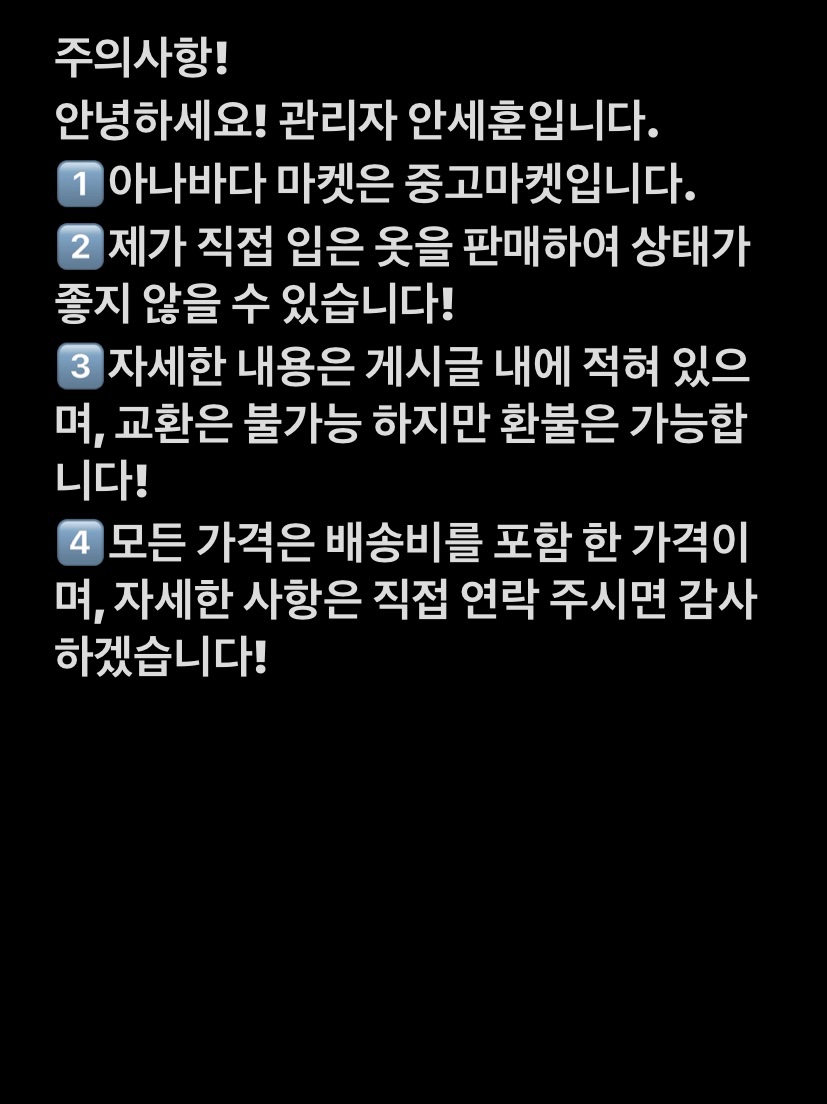 주의사항!
안녕하세요! 관리자 안세훈입니다.
1️⃣아나바다 마켓은 중고마켓입니다.
2️⃣제가 직접 입은 옷을 판매하여 상태가
좋지 않을 수 있습니다!
3️⃣자세한 내용은 게시글 내에 적혀 있으
며, 교환은 불가능 하지만 환불은 가능합
니다!
4️⃣모든 가격은 배송비를 포함 한 가격이
며, 자세한 사항은 직접 연락 주시면 감사
하겠습니다!